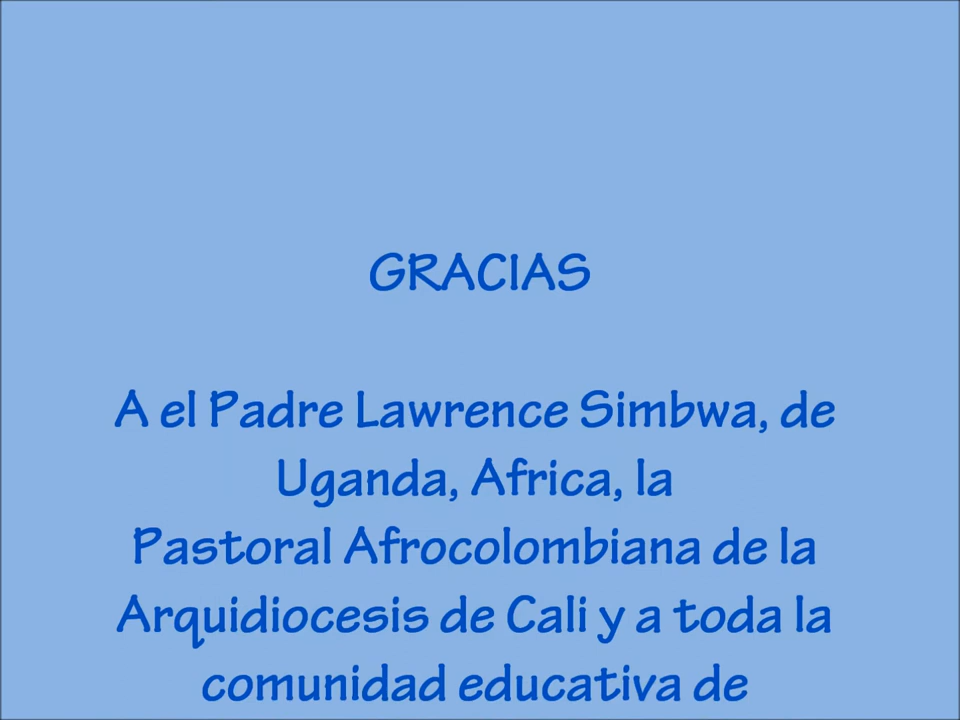 GRACIAS
A el Padre Lawrence Simbwa, de
Uganda, Africa, la
Pastoral Afrocolombiana de la
Arquidiocesis de Cali y a toda la
comunidad educativa de